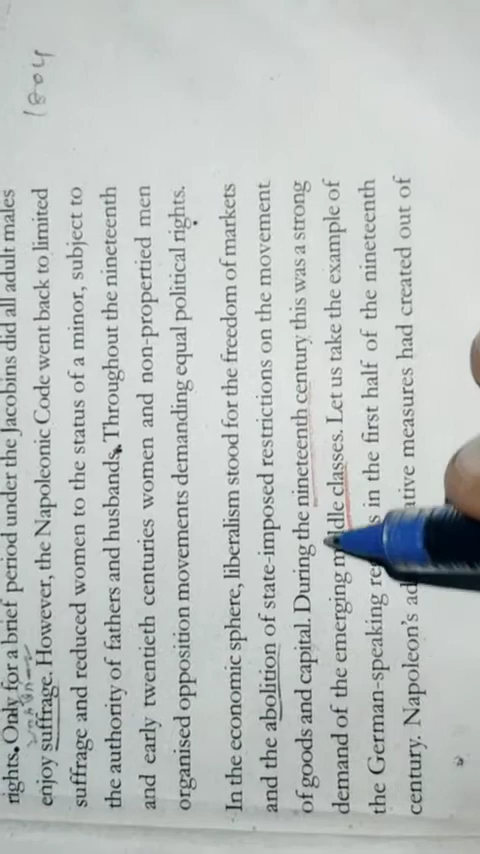 rights. Only for a brief period under the Jacobins did all adult males
enjoy suffrage. However, the Napoleonic Code went back to limited
suffrage and reduced women to the status of a minor, subject to
the authority of fathers and husbands. Throughout the nineteenth
and early twentieth centuries women and non-propertied men
organised opposition movements demanding equal political rights.
In the economic sphere, liberalism stood for the freedom of markets
and the abolition of state-imposed restrictions on the movement
of goods and capital. During the nineteenth century this was a strong
demand of the emerging classes. Let us take the example of
the German-speaking in the first half of the nineteenth
century. Napoleon's measures had created out of
1804